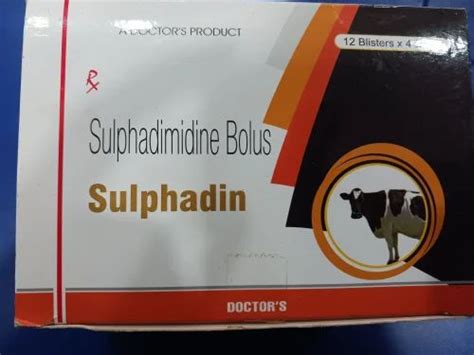 A DOCTOR'S PRODUCT
12 Blisters x 4
Rx
Sulphadimidine Bolus
Sulphadin
DOCTOR'S